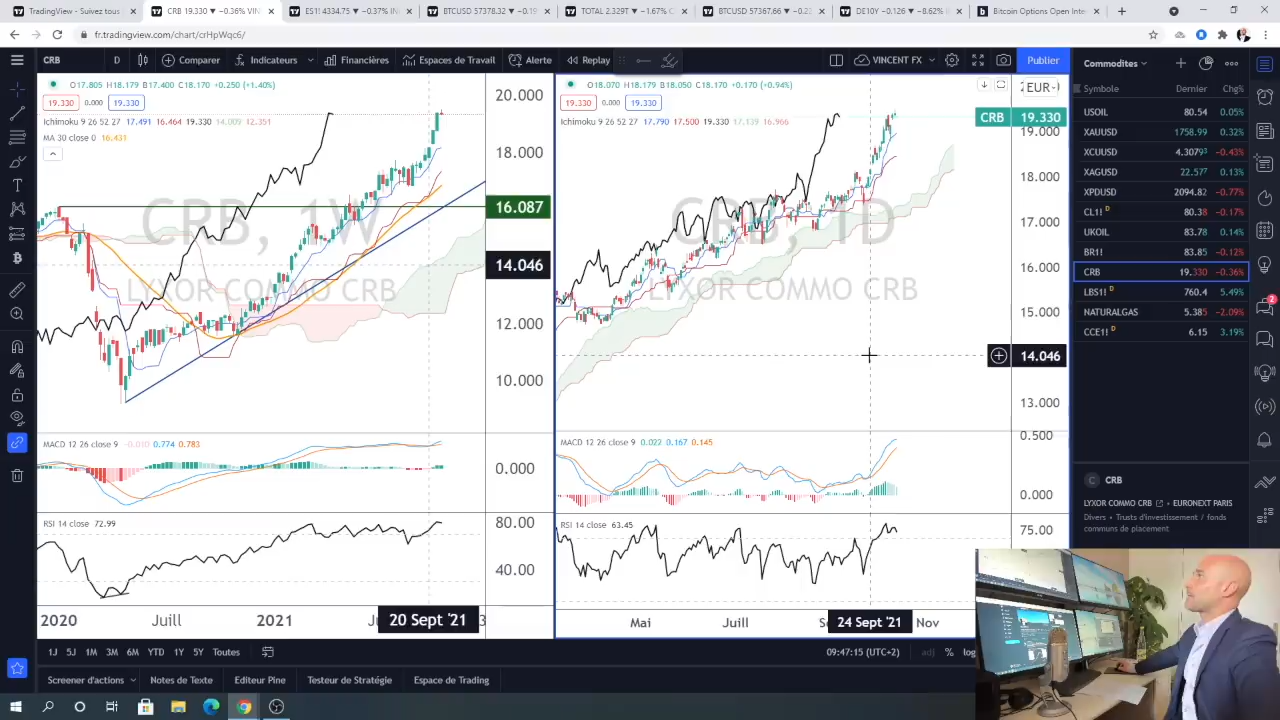 TradingView - Suivez tous
CRB 19.330 ▼ −0.36% VIN
ES1! 4334.75 ▼ −0.37% IN
BTCUSD 57378.32 ▼ −0.19
TOTAL 2.329T ▼ −1.67% C
BTCUSD 57367.66 ▼ −0.22
DE10Y −0.126 ▼ −8.62%
Bitcoin Options Open Inte
fr.tradingview.com/chart/crHpWqc6/
CRB D Comparer Indicateurs Financières Espaces de Travail Alerte Replay VINCENT FX Publier
O17.805 H18.179 B17.400 C18.170 +0.250 (+1.40%)
19.330 0.000 19.330
Ichimoku 9 26 52 27 17.491 16.464 19.330 14.009 12.351
MA 30 close 0 16.431
CRB, 1W
LYXOR COMMO CRB
20.000
18.000
16.087
14.046
12.000
10.000
MACD 12 26 close 9 −0.010 0.774 0.783
0.000
RSI 14 close 72.99
80.00
40.00
2020 Juill 2021 20 Sept '21
O18.070 H18.179 B18.050 C18.170 +0.170 (+0.94%)
19.330 0.000 19.330
Ichimoku 9 26 52 27 17.790 17.500 19.330 17.139 16.966
CRB, 1D
LYXOR COMMO CRB
EUR
CRB 19.330
19.000
18.000
17.000
16.000
15.000
14.046
13.000
MACD 12 26 close 9 0.022 0.167 0.145
0.500
0.000
RSI 14 close 63.45
75.00
Mai Juill 24 Sept '21 Nov
1J 5J 1M 3M 6M YTD 1Y 5Y Toutes
09:47:15 (UTC+2) adj % log
Screener d'actions Notes de Texte Editeur Pine Testeur de Stratégie Espace de Trading
Commodites
Symbole Dernier Chg%
USOIL 80.54 0.05%
XAUUSD 1758.99 0.32%
XCUUSD 4.30793 −0.43%
XAGUSD 22.577 0.13%
XPDUSD 2094.82 −0.77%
CL1! D 80.38 −0.17%
UKOIL 83.78 0.14%
BR1! 83.85 −0.12%
CRB 19.330 −0.36%
LBS1! D 760.4 5.49%
NATURALGAS 5.385 −2.09%
CCE1! D 6.15 3.19%
2
C CRB
LYXOR COMMO CRB • EURONEXT PARIS
Divers • Trusts d'investissement / fonds
communs de placement